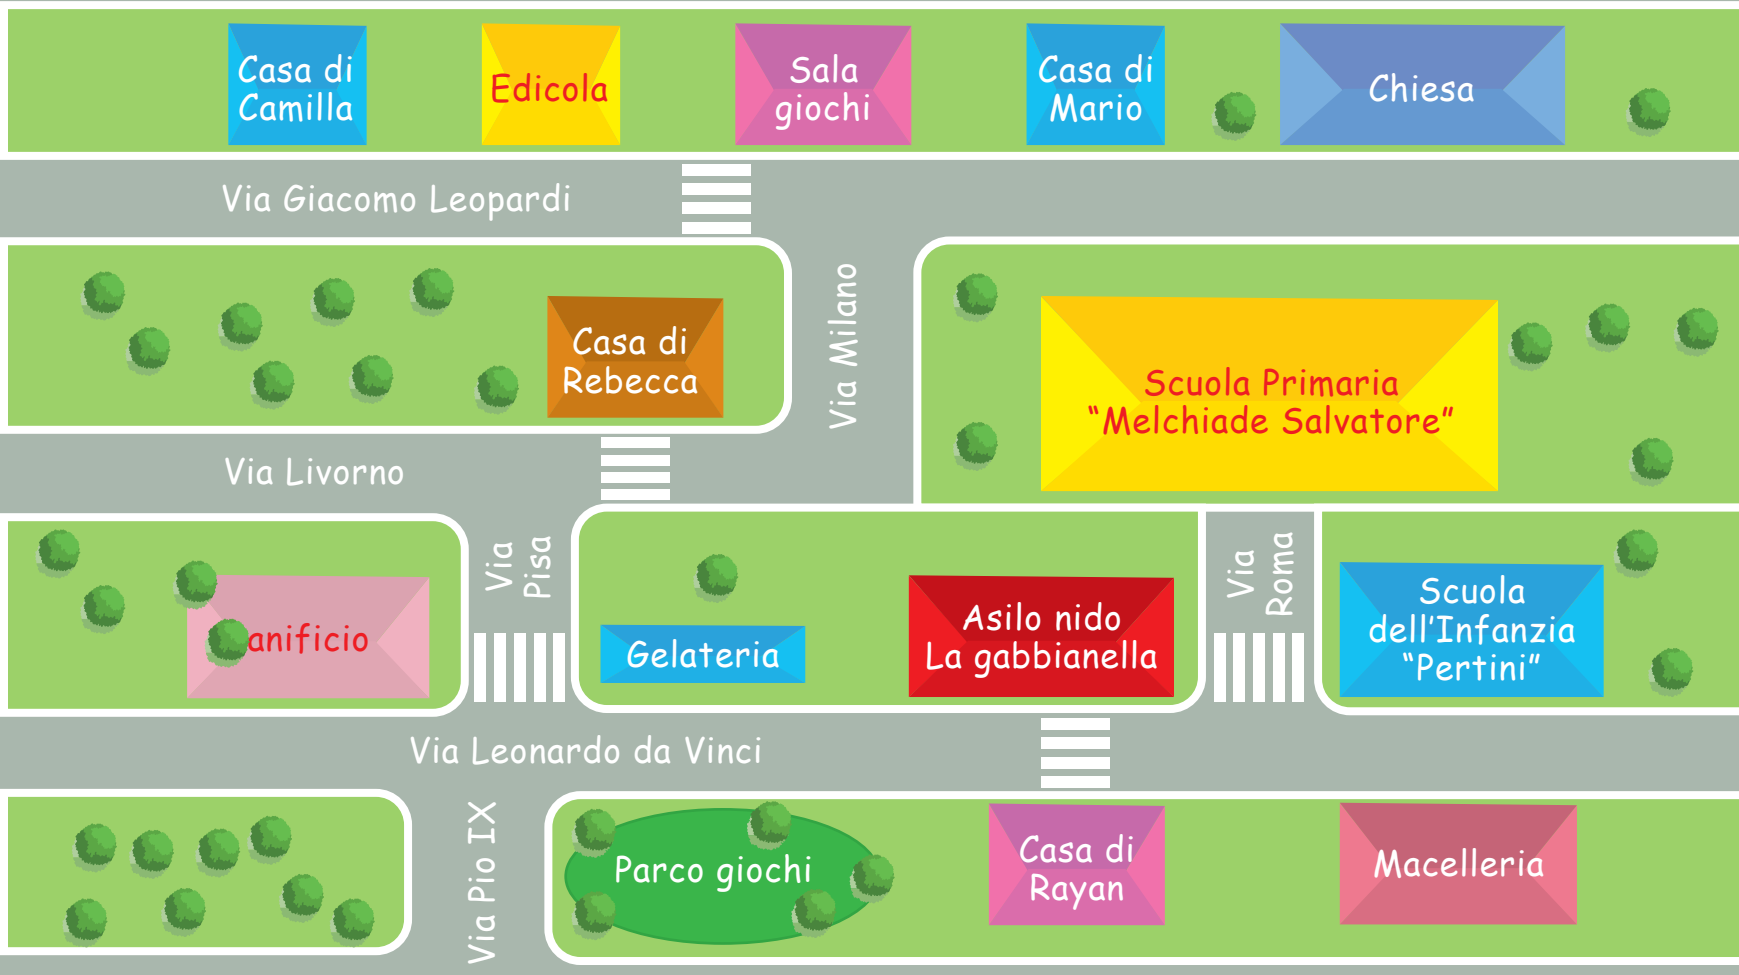 Casa di
Camilla
Edicola
Sala
giochi
Casa di
Mario
Chiesa
Via Giacomo Leopardi
Via Milano
Casa di
Rebecca
Scuola Primaria
“Melchiade Salvatore”
Via Livorno
Via
Pisa
Via
Roma
anificio
Gelateria
Asilo nido
La gabbianella
Scuola
dell’Infanzia
“Pertini”
Via Leonardo da Vinci
Via Pio IX
Parco giochi
Casa di
Rayan
Macelleria